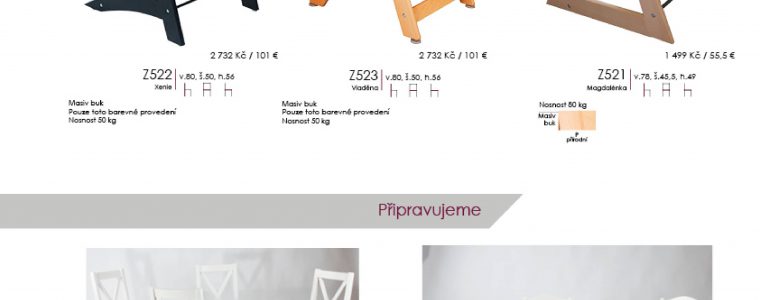 2 732 Kč / 101 €
Z522 v.80, š.50, h.56
Xenie
Masiv buk
Pouze toto barevné provedení
Nosnost 50 kg
2 732 Kč / 101 €
Z523 v.80, š.50, h.56
Viaděna
Masiv buk
Pouze toto barevné provedení
Nosnost 50 kg
1 499 Kč / 55,5 €
Z521 v.78, š.45,5, h.49
Magdalénka
Nosnost 80 kg
Masiv
buk
P
přírodní
Připravujeme